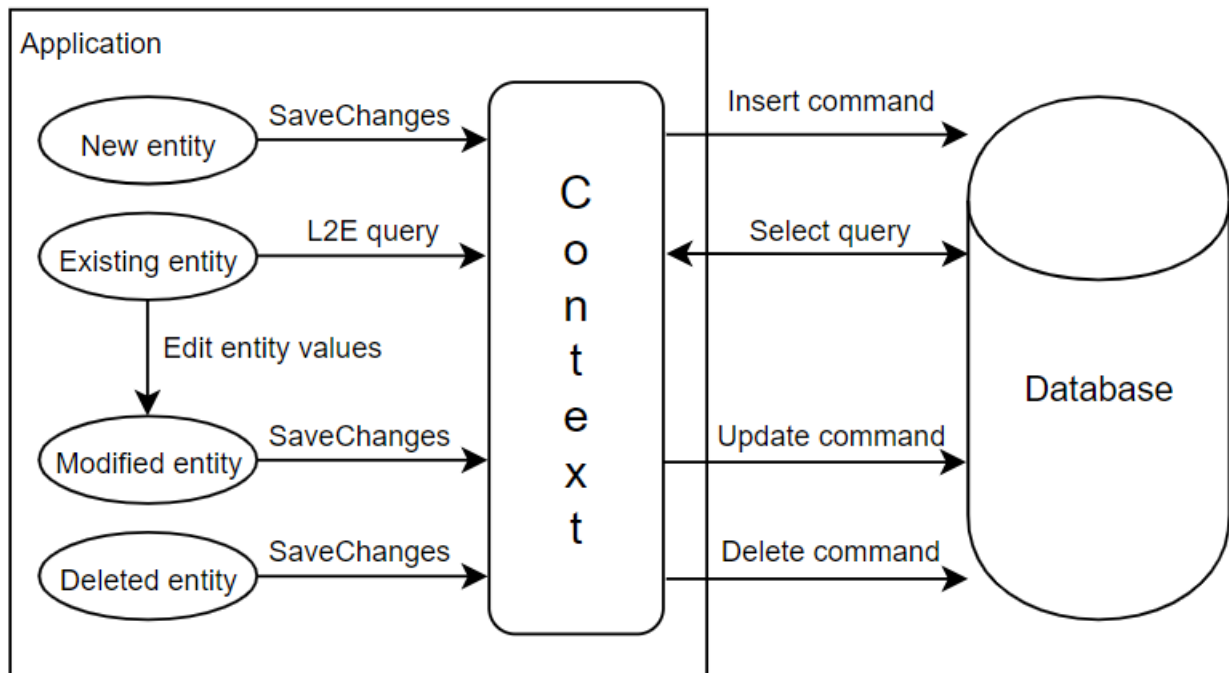 Application
New entity
SaveChanges
Insert command
Existing entity
L2E query
Select query
Edit entity values
Modified entity
SaveChanges
Update command
Deleted entity
SaveChanges
Delete command
Context
Database